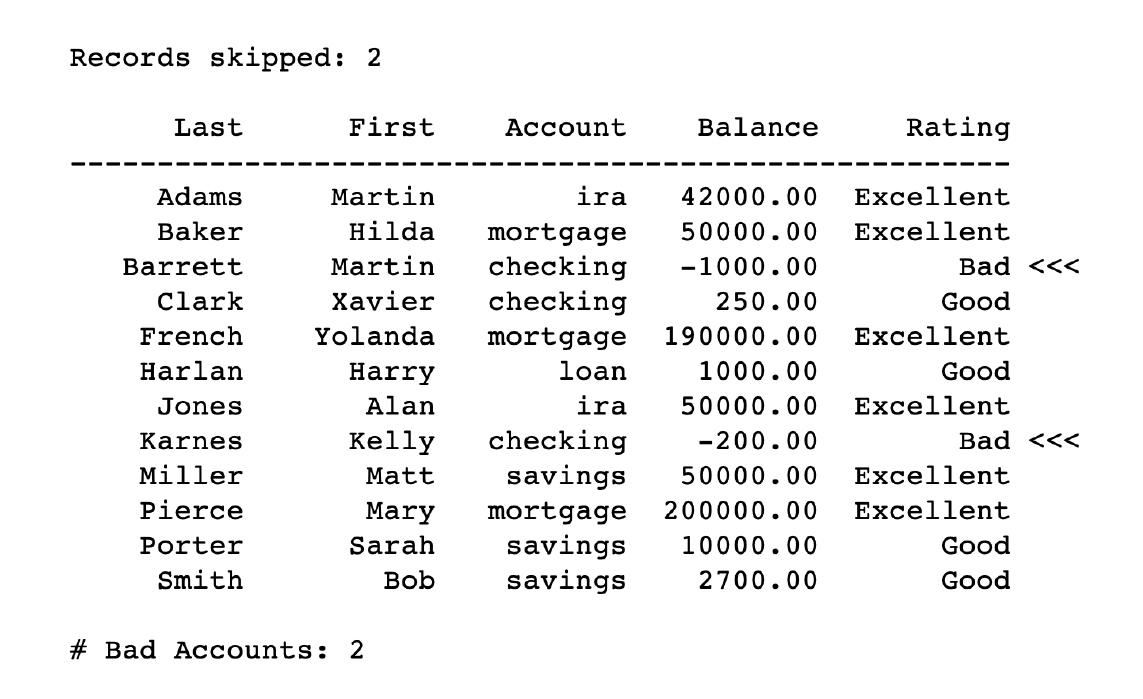 Records skipped: 2
Last First Account Balance Rating
------------------------------------------------------
Adams Martin ira 42000.00 Excellent
Baker Hilda mortgage 50000.00 Excellent
Barrett Martin checking -1000.00 Bad <<<
Clark Xavier checking 250.00 Good
French Yolanda mortgage 190000.00 Excellent
Harlan Harry loan 1000.00 Good
Jones Alan ira 50000.00 Excellent
Karnes Kelly checking -200.00 Bad <<<
Miller Matt savings 50000.00 Excellent
Pierce Mary mortgage 200000.00 Excellent
Porter Sarah savings 10000.00 Good
Smith Bob savings 2700.00 Good
# Bad Accounts: 2